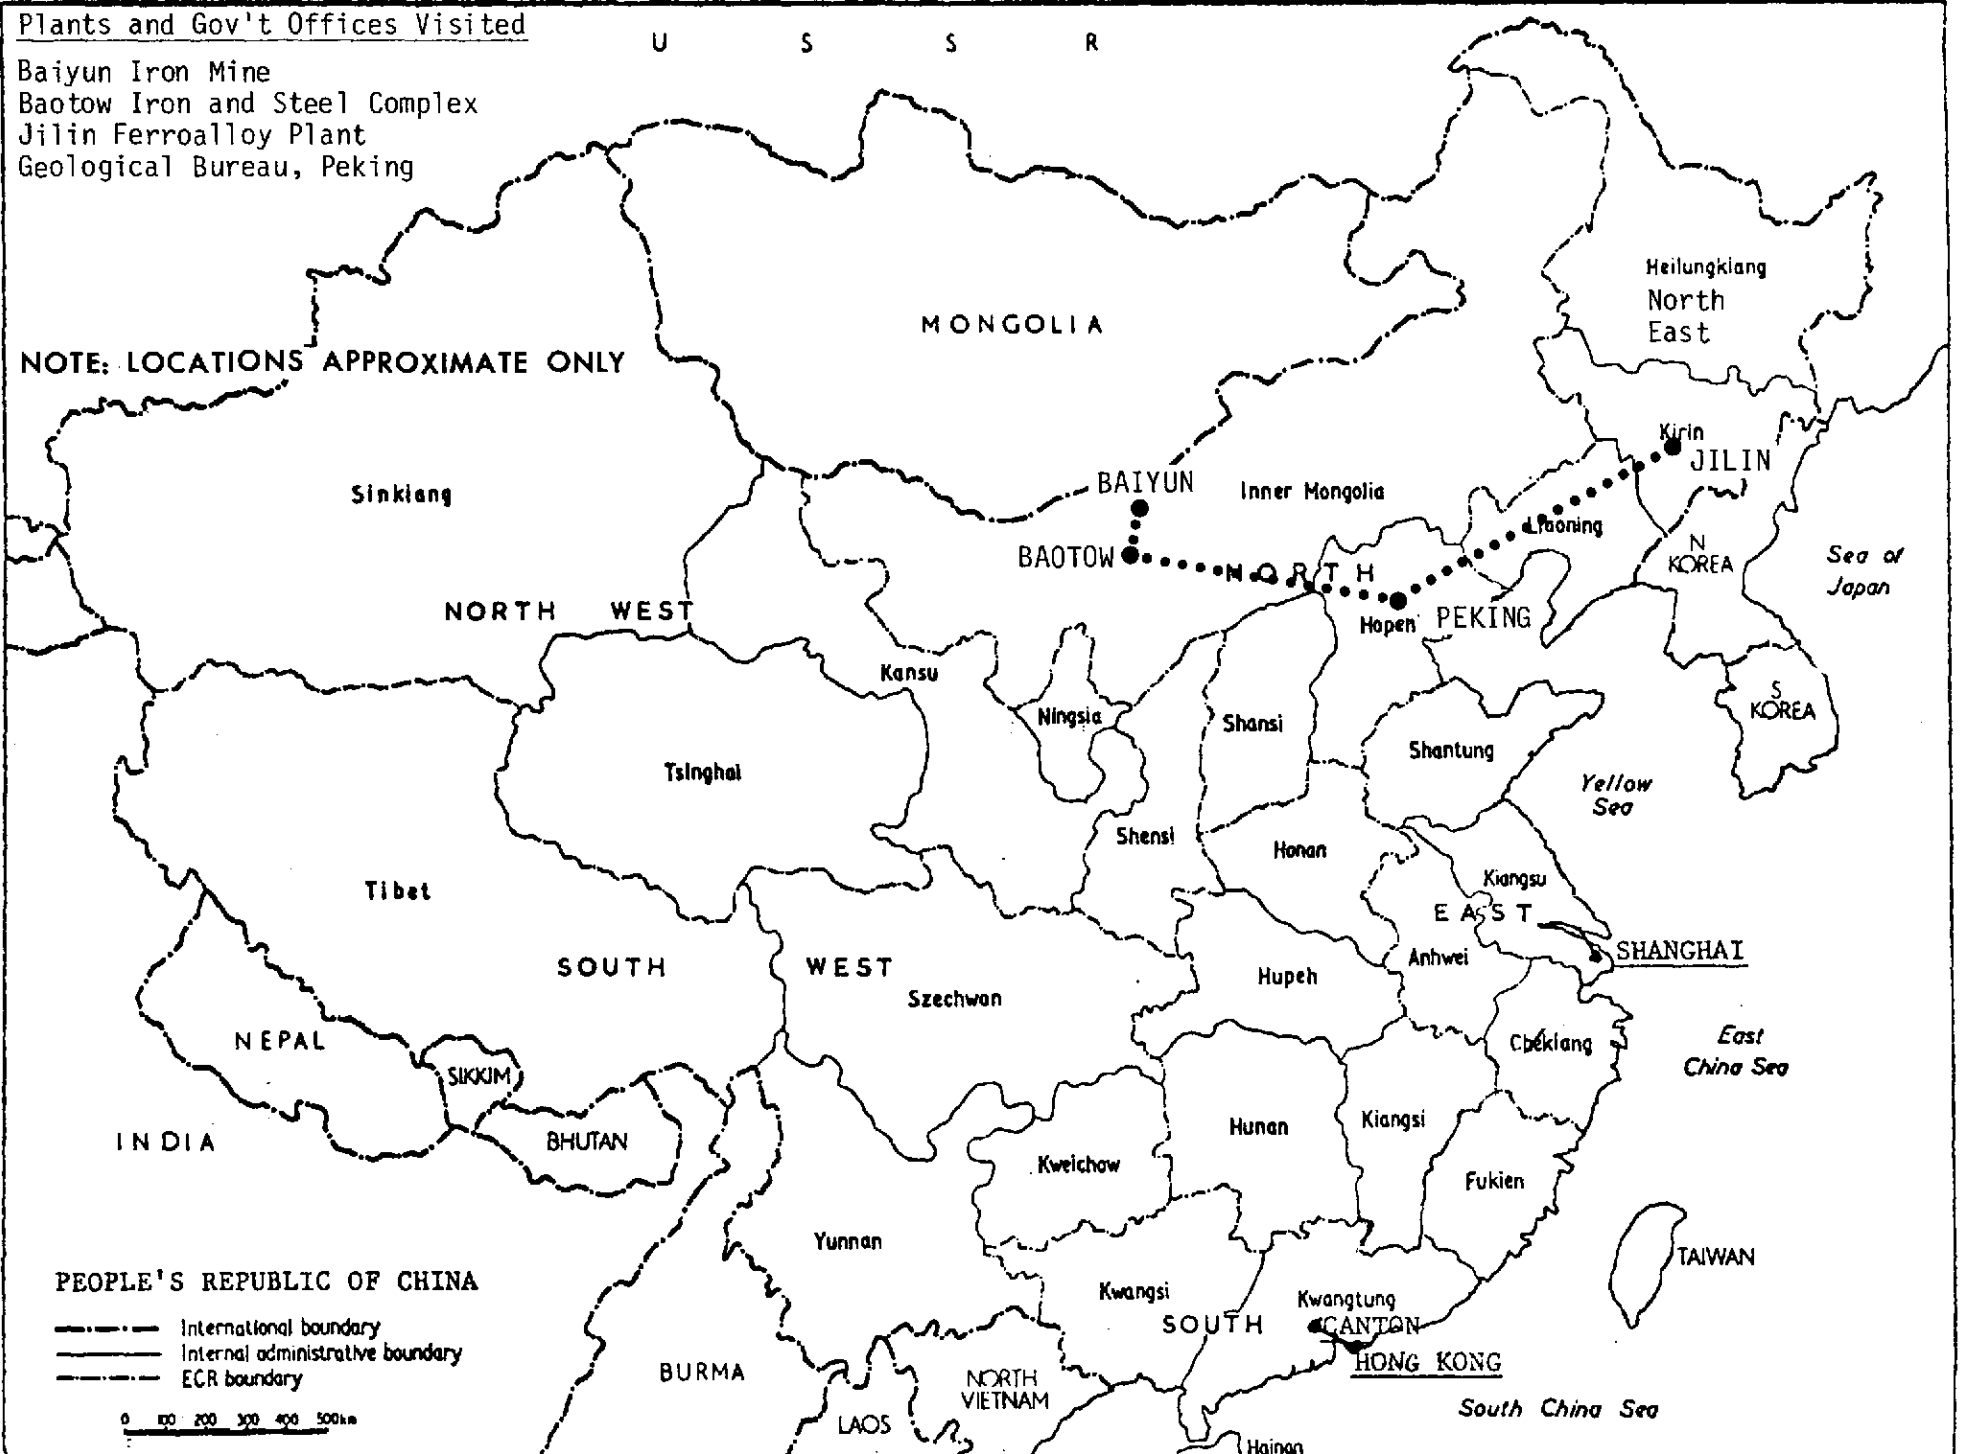 Plants and Gov't Offices Visited
Baiyun Iron Mine
Baotow Iron and Steel Complex
Jilin Ferroalloy Plant
Geological Bureau, Peking
U S S R
Heilungkiang
North
East
MONGOLIA
NOTE: LOCATIONS APPROXIMATE ONLY
Kirin
JILIN
BAIYUN
Inner Mongolia
Sinkiang
Liaoning
N
KOREA
Sea of
Japan
BAOTOW
NORTH
NORTH WEST
Hopen
PEKING
Kansu
Ningsia
Shansi
S
KOREA
Shantung
Tsinghai
Yellow
Sea
Shensi
Honan
Kiangsu
Tibet
EAST
SHANGHAI
Anhwei
SOUTH WEST
Hupeh
Szechwan
NEPAL
Chekiang
East
China Sea
SIKKIM
INDIA
BHUTAN
Hunan
Kiangsi
Kweichow
Fukien
Yunnan
TAIWAN
PEOPLE'S REPUBLIC OF CHINA
Kwangsi
Kwangtung
SOUTH
CANTON
International boundary
Internal administrative boundary
ECR boundary
HONG KONG
BURMA
NORTH
VIETNAM
South China Sea
LAOS
0 100 200 300 400 500km
Hainan